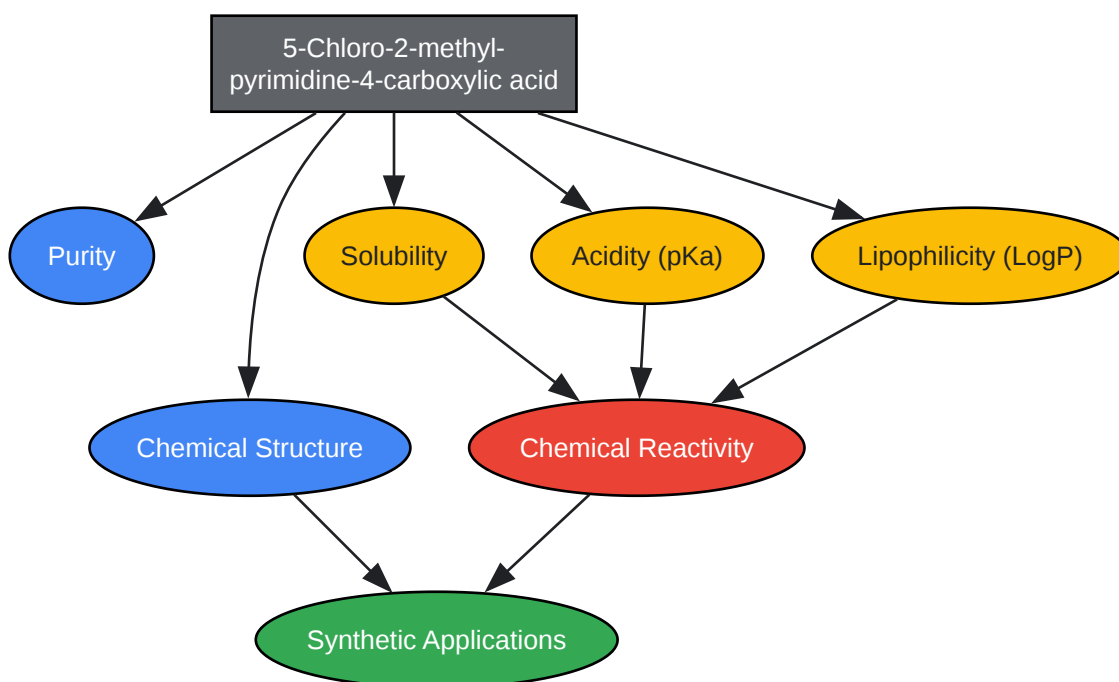 5-Chloro-2-methyl-
pyrimidine-4-carboxylic acid
Purity
Solubility
Acidity (pKa)
Lipophilicity (LogP)
Chemical Structure
Chemical Reactivity
Synthetic Applications